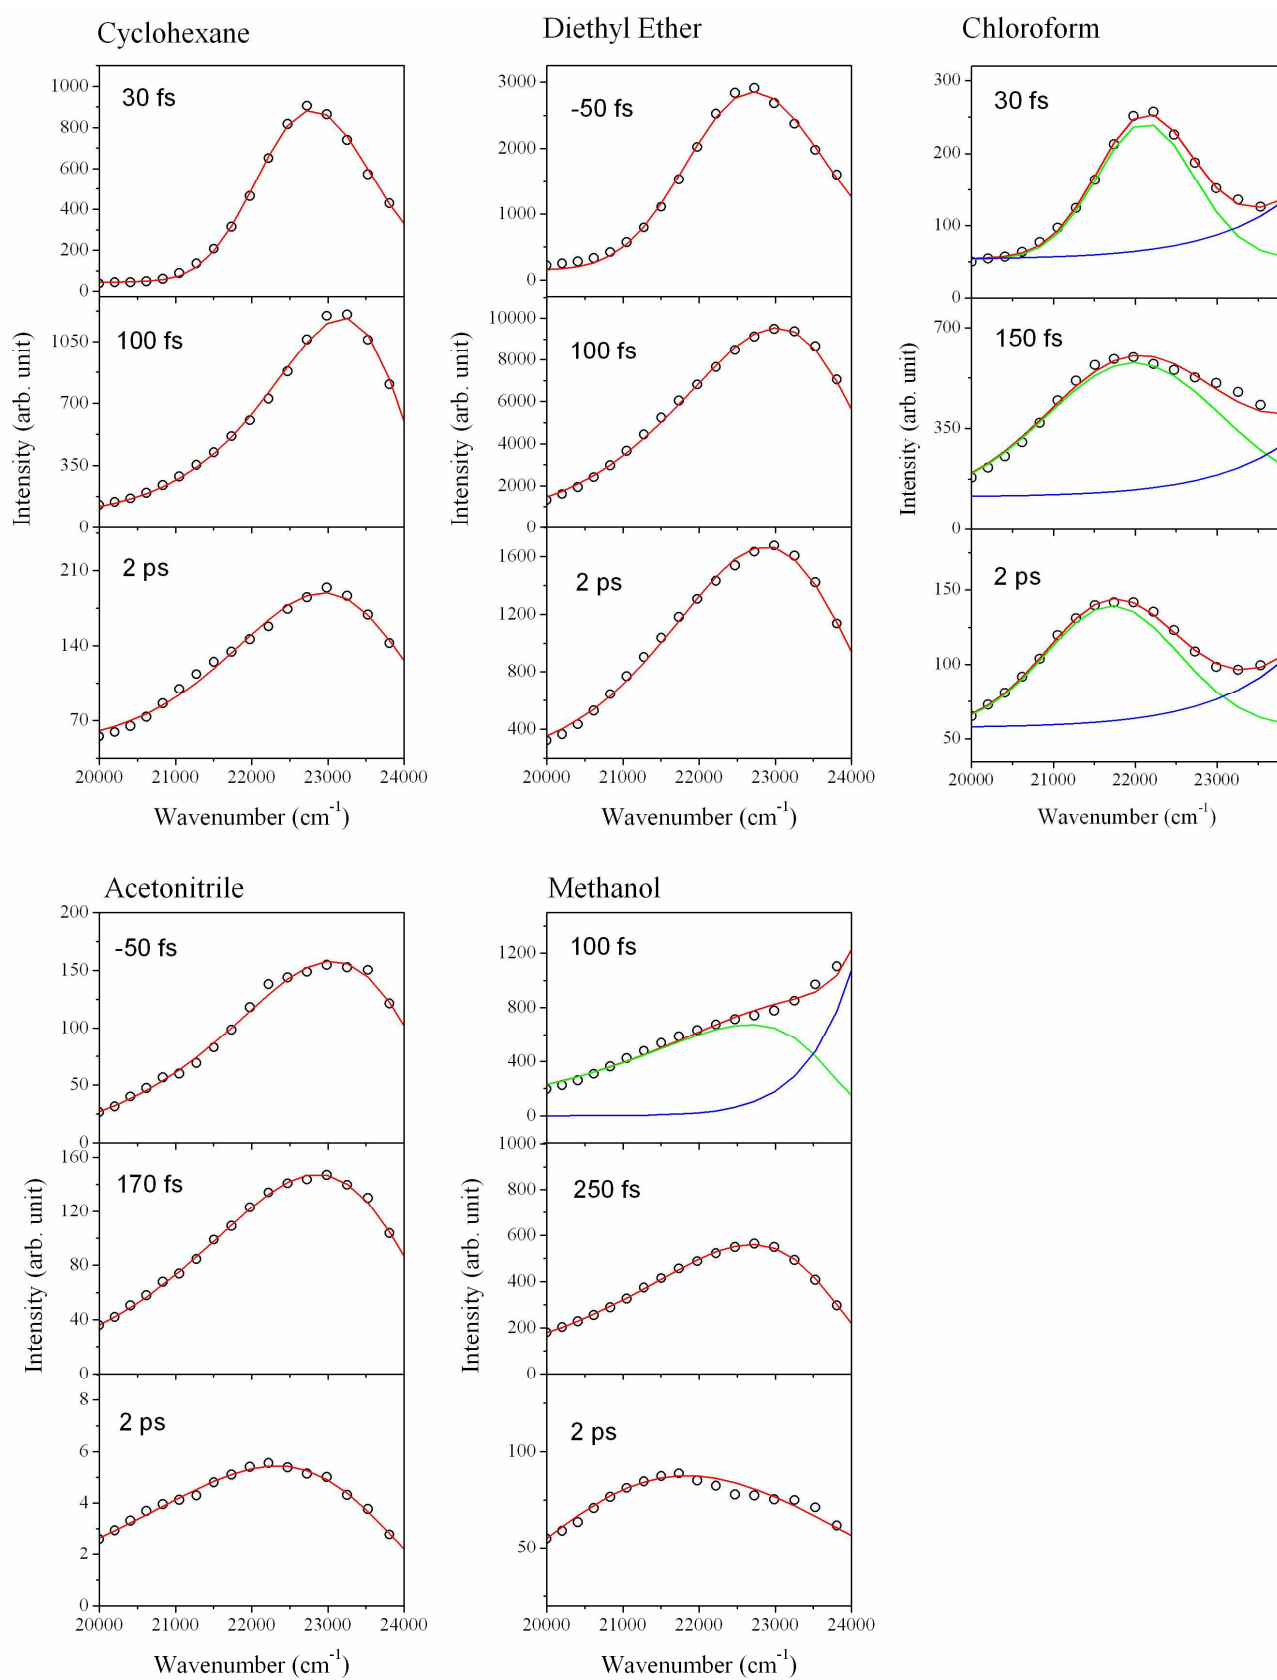 Cyclohexane
Diethyl Ether
Chloroform
1000
800
600
400
200
0
30 fs
3000
2000
1000
0
-50 fs
300
200
100
0
30 fs
1050
700
350
0
100 fs
10000
8000
6000
4000
2000
0
100 fs
700
350
0
150 fs
210
140
70
2 ps
1600
1200
800
400
2 ps
150
100
50
2 ps
Intensity (arb. unit)
Intensity (arb. unit)
Intensity (arb. unit)
20000 21000 22000 23000 24000
20000 21000 22000 23000 24000
20000 21000 22000 23000
Wavenumber (cm⁻¹)
Wavenumber (cm⁻¹)
Wavenumber (cm⁻¹)
Acetonitrile
Methanol
200
150
100
50
0
-50 fs
1200
800
400
0
100 fs
160
120
80
40
0
170 fs
1000
800
600
400
200
0
250 fs
8
6
4
2
0
2 ps
100
50
2 ps
Intensity (arb. unit)
Intensity (arb. unit)
20000 21000 22000 23000 24000
20000 21000 22000 23000 24000
Wavenumber (cm⁻¹)
Wavenumber (cm⁻¹)